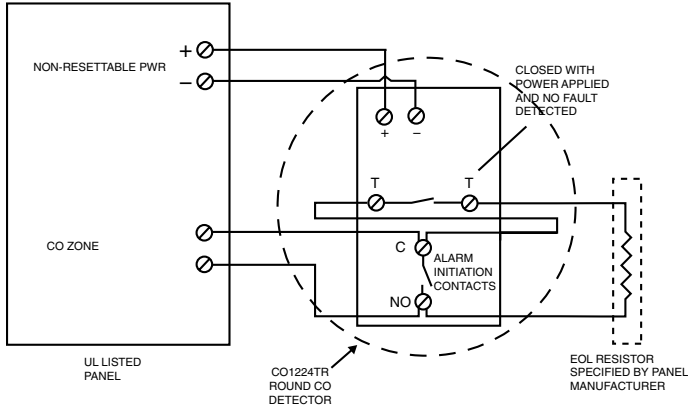 NON-RESETTABLE PWR
+
–
CLOSED WITH
POWER APPLIED
AND NO FAULT
DETECTED
+ –
T T
CO ZONE
C
ALARM
INITIATION
CONTACTS
NO
UL LISTED
PANEL
CO1224TR
ROUND CO
DETECTOR
EOL RESISTOR
SPECIFIED BY PANEL
MANUFACTURER